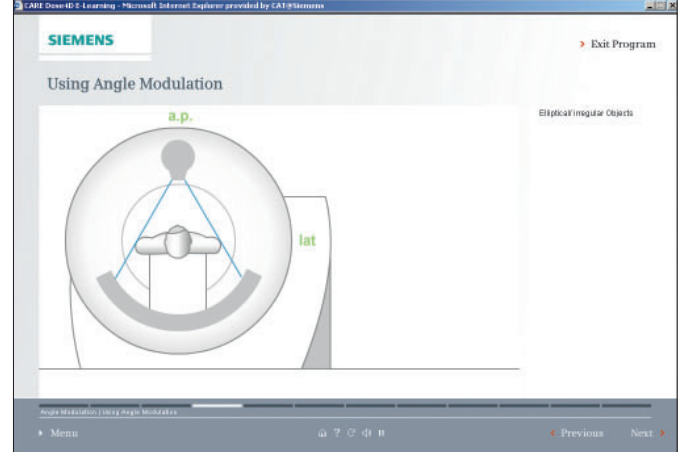 CARE Dose4D E-Learning - Microsoft Internet Explorer provided by CAT@Siemens
SIEMENS
Exit Program
Using Angle Modulation
a.p.
Elliptical/irregular Objects
lat
Angle Modulation | Using Angle Modulation
Menu
?
Previous
Next